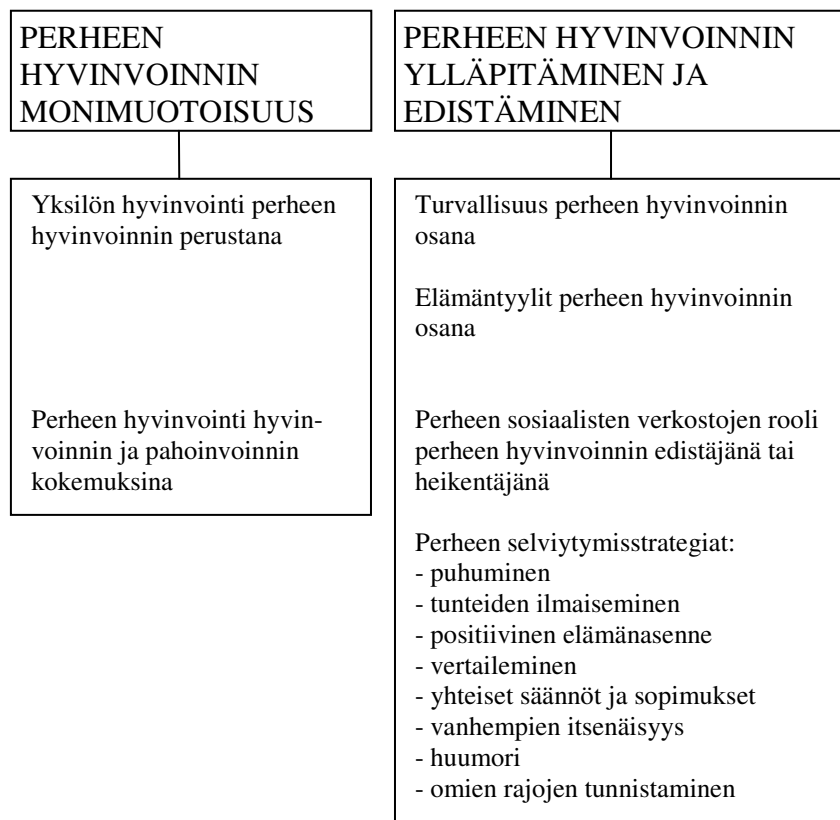 PERHEEN
HYVINVOINNIN
MONIMUOTOISUUS
PERHEEN HYVINVOINNIN
YLLÄPITÄMINEN JA
EDISTÄMINEN
Yksilön hyvinvointi perheen
hyvinvoinnin perustana
Perheen hyvinvointi hyvin-
voinnin ja pahoinvoinnin
kokemuksina
Turvallisuus perheen hyvinvoinnin
osana
Elämäntyylit perheen hyvinvoinnin
osana
Perheen sosiaalisten verkostojen rooli
perheen hyvinvoinnin edistäjänä tai
heikentäjänä
Perheen selviytymisstrategiat:
- puhuminen
- tunteiden ilmaiseminen
- positiivinen elämänasenne
- vertaileminen
- yhteiset säännöt ja sopimukset
- vanhempien itsenäisyys
- huumori
- omien rajojen tunnistaminen